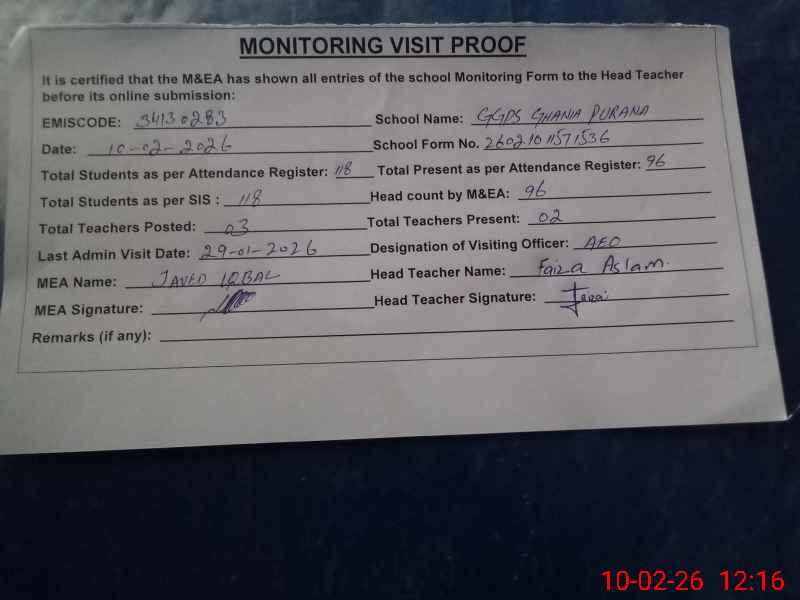 MONITORING VISIT PROOF
It is certified that the M&EA has shown all entries of the school Monitoring Form to the Head Teacher
before its online submission:
EMISCODE: 34130283 School Name: GGPS GHANIA PURANA
Date: 10-02-2026 School Form No. 26021011571536
Total Students as per Attendance Register: 118 Total Present as per Attendance Register: 96
Total Students as per SIS : 118 Head count by M&EA: 96
Total Teachers Posted: 03 Total Teachers Present: 02
Last Admin Visit Date: 29-01-2026 Designation of Visiting Officer: AEO
MEA Name: JAVED IQBAL Head Teacher Name: Faiza Aslam.
MEA Signature: Head Teacher Signature:
Remarks (if any):
10-02-26 12:16